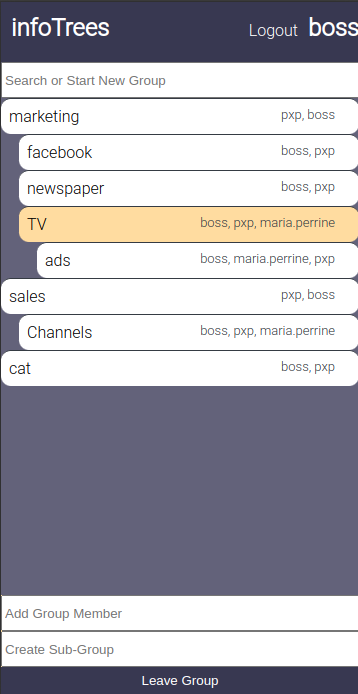 infoTrees Logout boss
Search or Start New Group
marketing pxp, boss
facebook boss, pxp
newspaper boss, pxp
TV boss, pxp, maria.perrine
ads boss, maria.perrine, pxp
sales pxp, boss
Channels boss, pxp, maria.perrine
cat boss, pxp
Add Group Member
Create Sub-Group
Leave Group